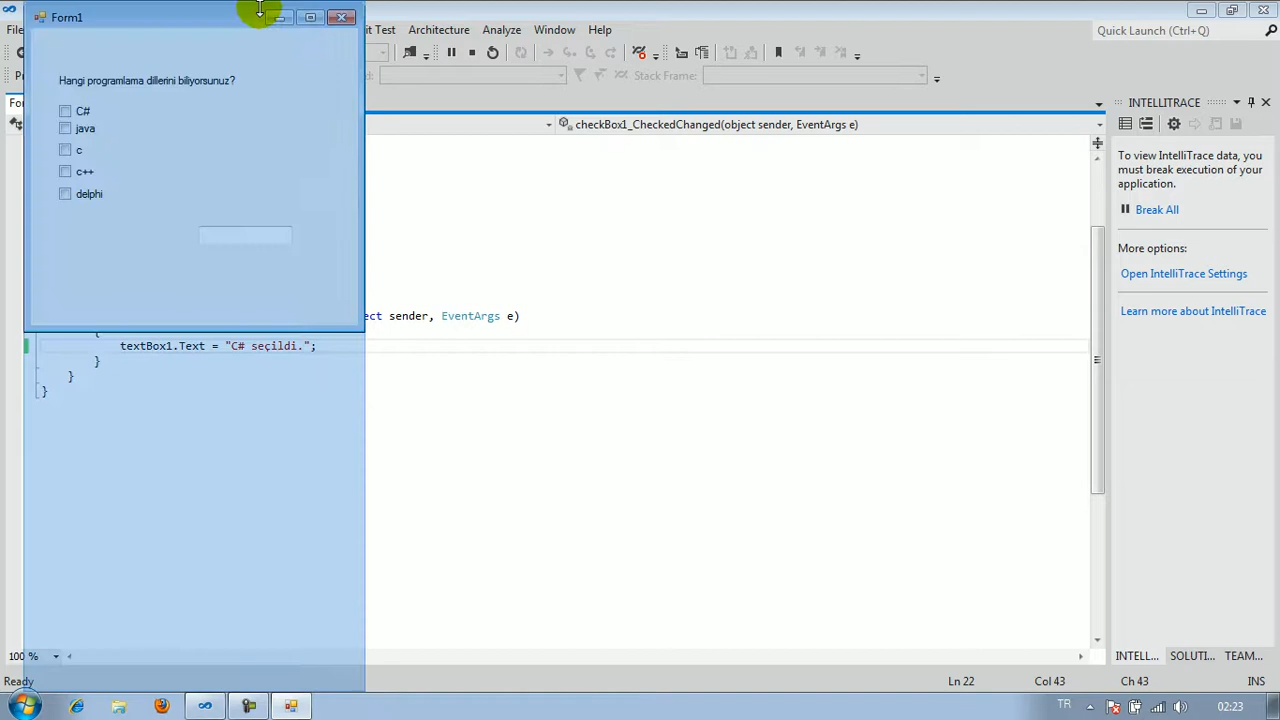 Form1
it Test Architecture Analyze Window Help
Quick Launch (Ctrl+Q)
Stack Frame:
Hangi programlama dillerini biliyorsunuz?
C#
java
c
c++
delphi
checkBox1_CheckedChanged(object sender, EventArgs e)
ect sender, EventArgs e)
{
textBox1.Text = "C# seçildi.";
}
}
}
INTELLITRACE
To view IntelliTrace data, you
must break execution of your
application.
Break All
More options:
Open IntelliTrace Settings
Learn more about IntelliTrace
100 %
INTELL... SOLUTI... TEAM...
Ready
Ln 22 Col 43 Ch 43 INS
TR 02:23